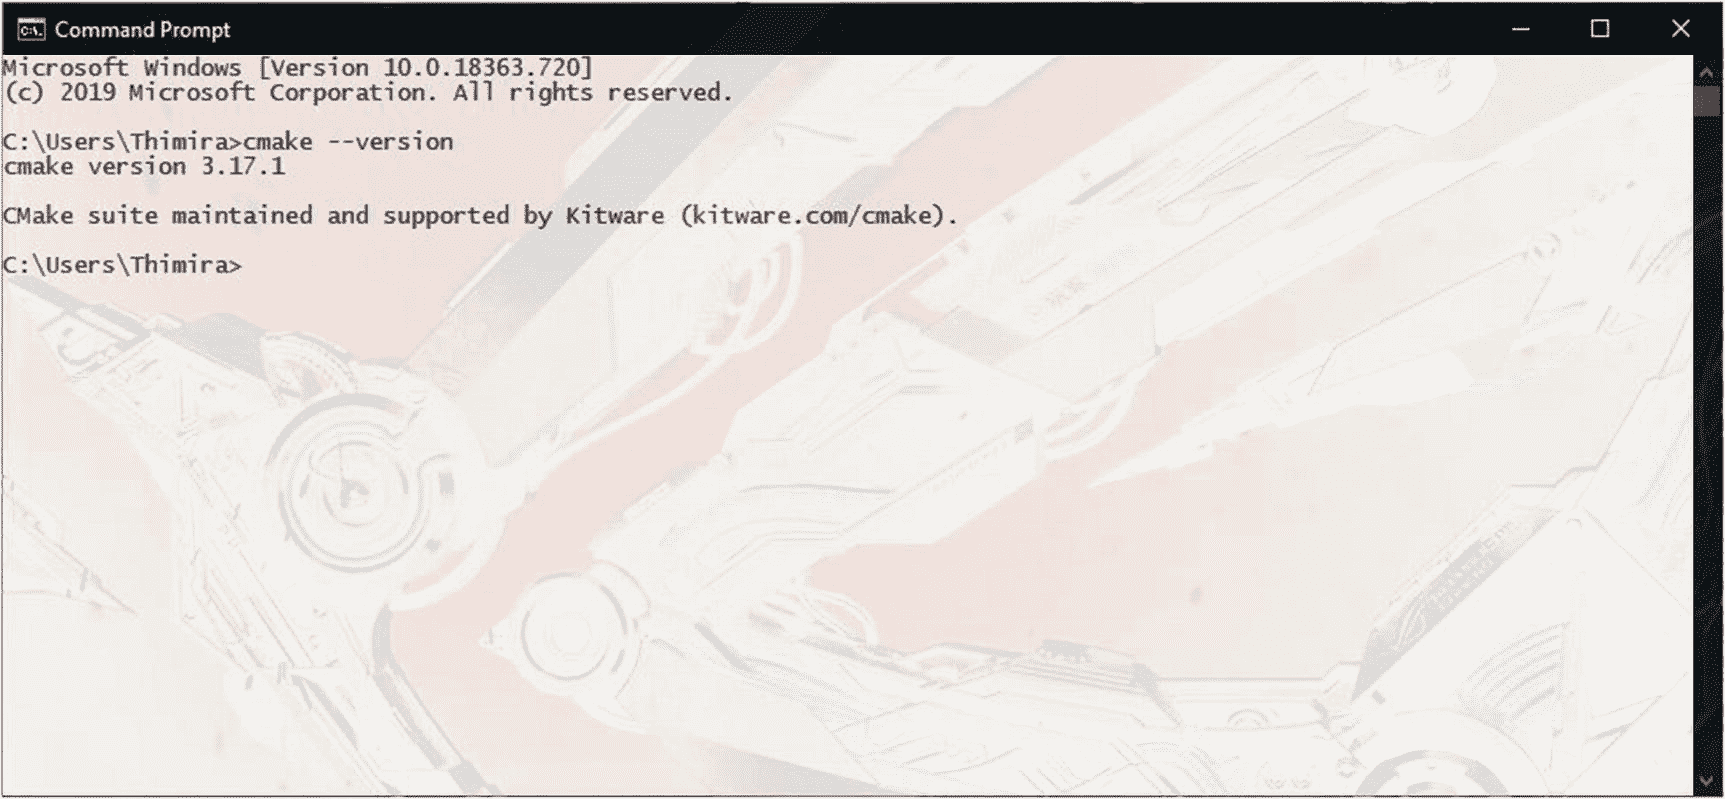 Command Prompt
Microsoft Windows [Version 10.0.18363.720]
(c) 2019 Microsoft Corporation. All rights reserved.
C:\Users\Thimira>cmake --version
cmake version 3.17.1
CMake suite maintained and supported by Kitware (kitware.com/cmake).
C:\Users\Thimira>